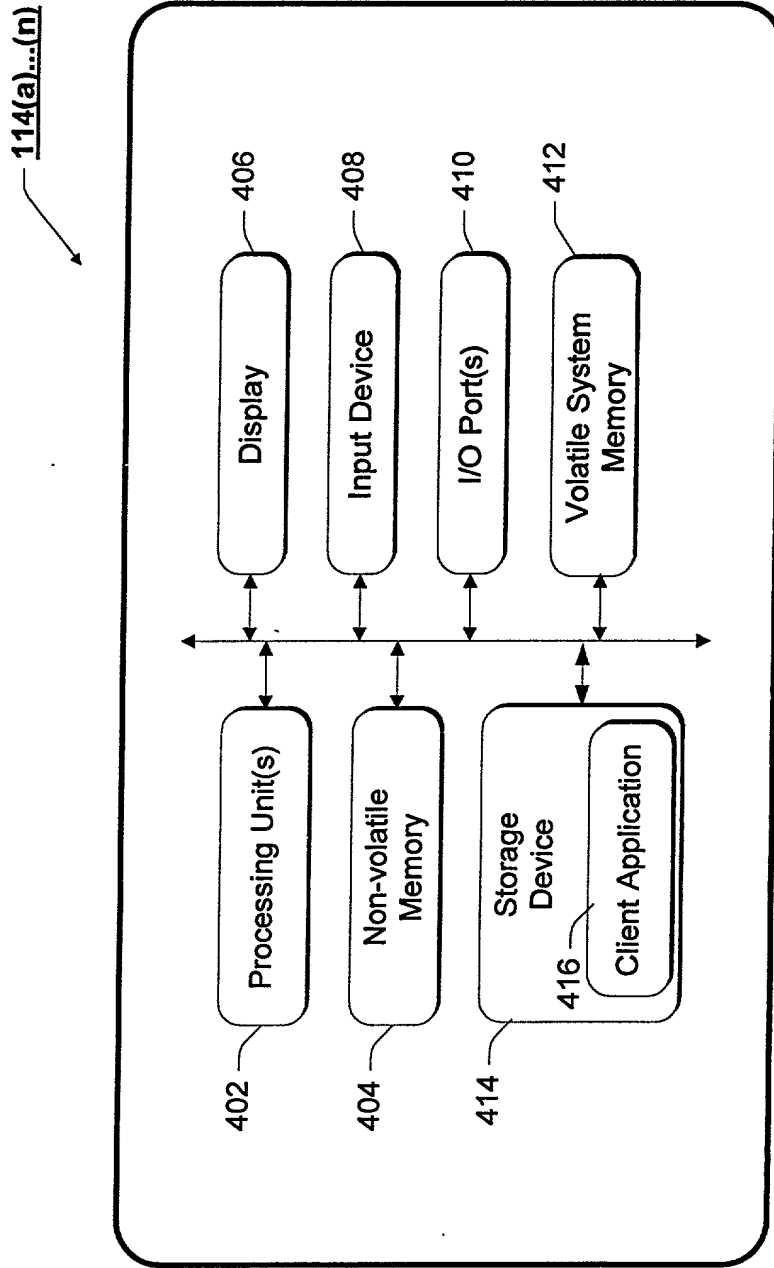 114(a)...(n)
402
Processing Unit(s)
404
Non-volatile
Memory
414
Storage
Device
416
Client Application
Display
406
Input Device
408
I/O Port(s)
410
Volatile System
Memory
412